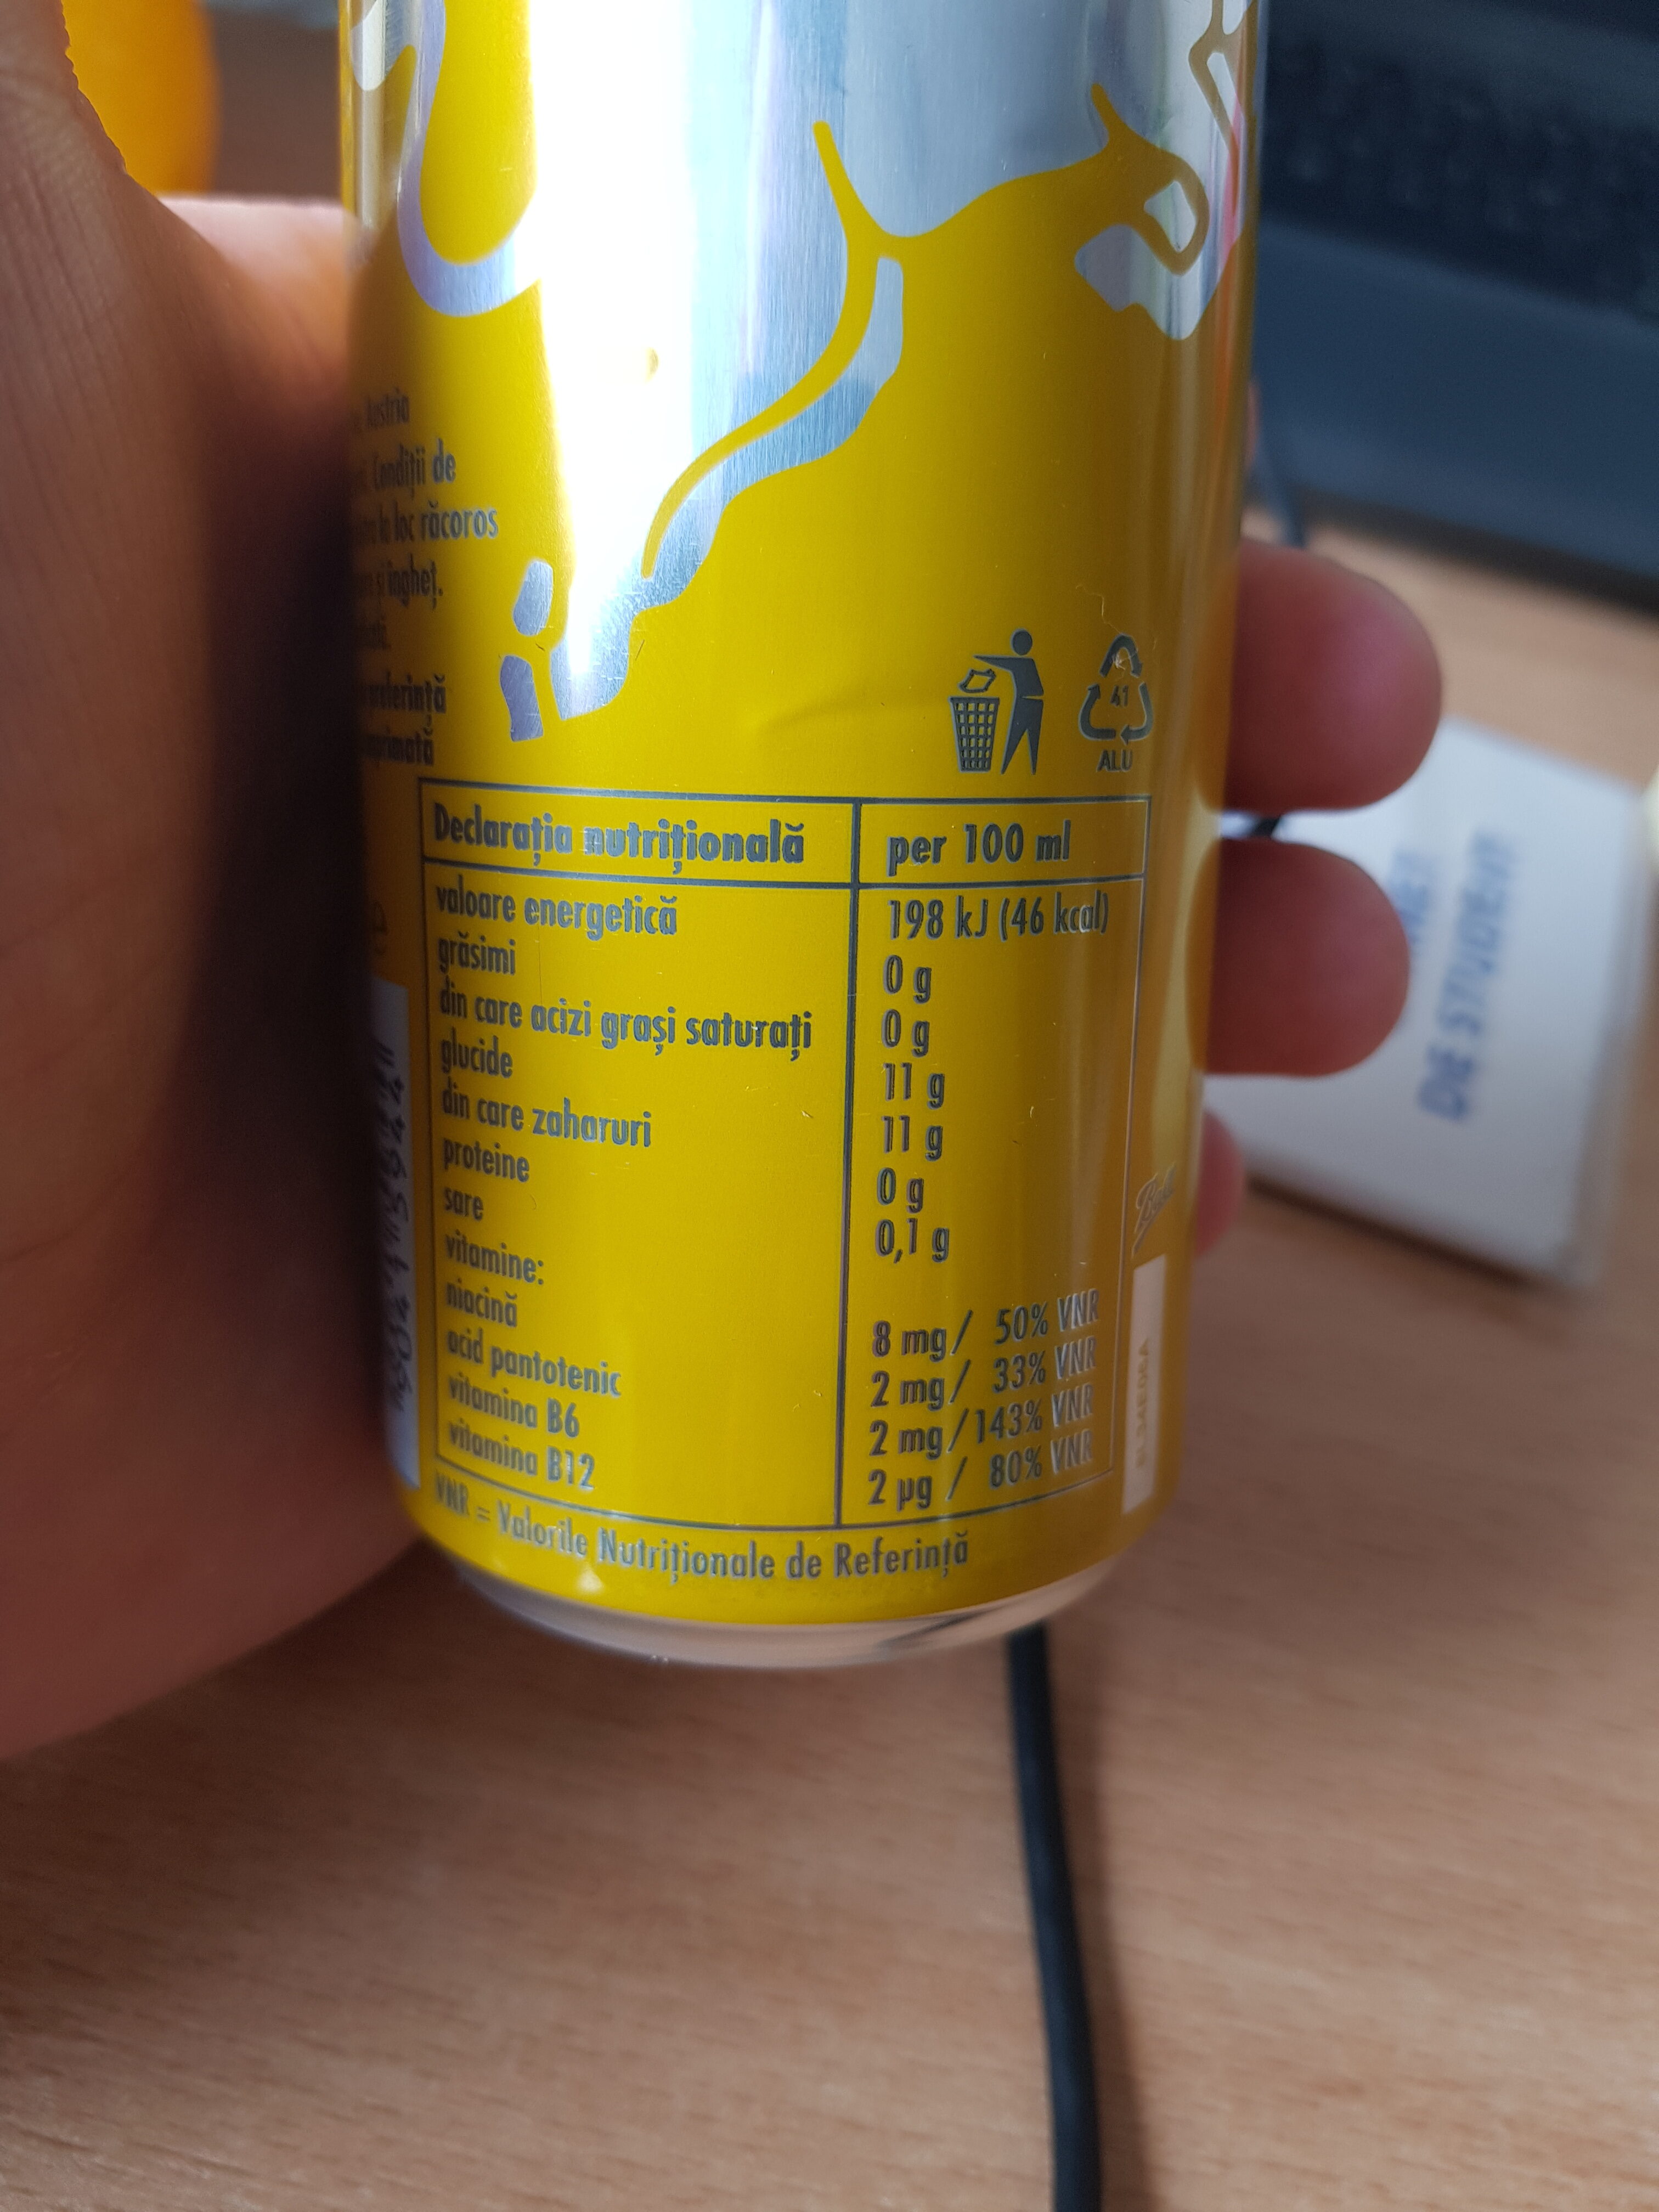 Austria
Condiții de
loc răcoros
și îngheț.
preferință
41
ALU
Declarația nutrițională per 100 ml
valoare energetică 198 kJ (46 kcal)
grăsimi 0 g
din care acizi grași saturați 0 g
glucide 11 g
din care zaharuri 11 g
proteine 0 g
sare 0,1 g
vitamine:
niacină 8 mg/ 50% VNR
acid pantotenic 2 mg/ 33% VNR
vitamina B6 2 mg/143% VNR
vitamina B12 2 µg / 80% VNR
VNR = Valorile Nutriționale de Referință
DE STUDENT